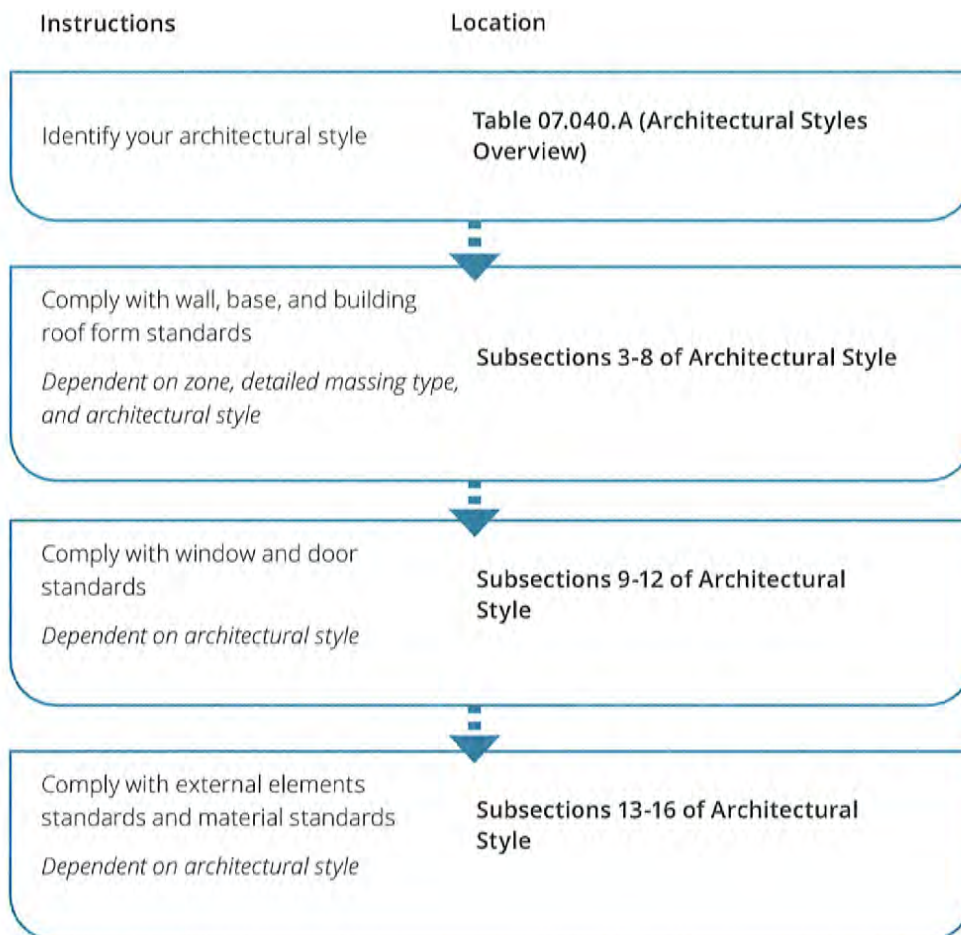 Instructions
Location
Identify your architectural style
Table 07.040.A (Architectural Styles
Overview)
Comply with wall, base, and building
roof form standards
Dependent on zone, detailed massing type,
and architectural style
Subsections 3-8 of Architectural Style
Comply with window and door
standards
Dependent on architectural style
Subsections 9-12 of Architectural
Style
Comply with external elements
standards and material standards
Dependent on architectural style
Subsections 13-16 of Architectural
Style